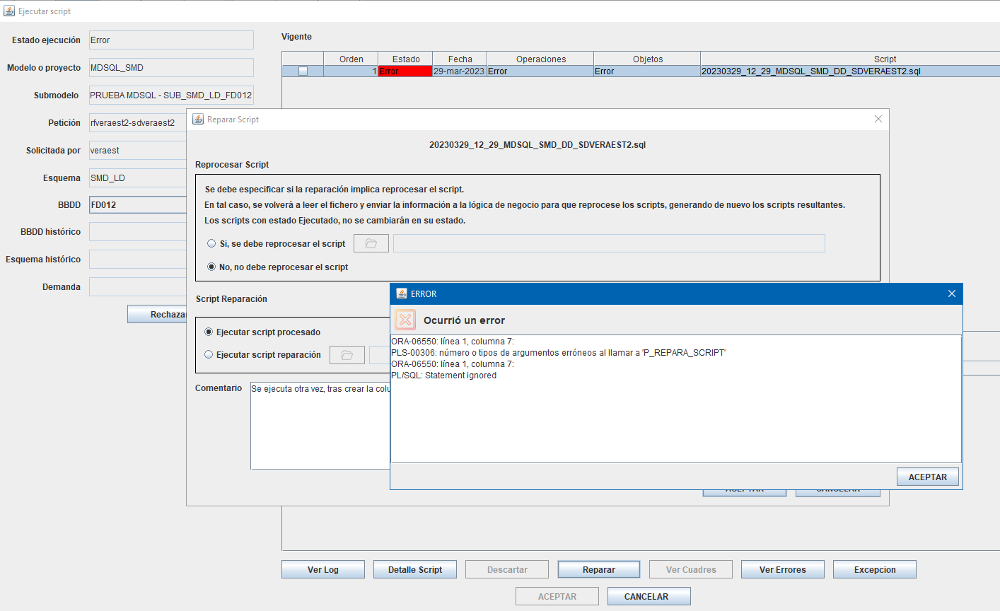 Ejecutar script
Estado ejecución Error
Modelo o proyecto MDSQL_SMD
Submodelo PRUEBA MDSQL - SUB_SMD_LD_FD012
Petición rfveraest2-sdveraest2
Solicitada por veraest
Esquema SMD_LD
BBDD FD012
BBDD histórico
Esquema histórico
Demanda
Rechazar
Vigente
Orden Estado Fecha Operaciones Objetos Script
1 Error 29-mar-2023 Error Error 20230329_12_29_MDSQL_SMD_DD_SDVERAEST2.sql
Reparar Script
20230329_12_29_MDSQL_SMD_DD_SDVERAEST2.sql
Reprocesar Script
Se debe especificar si la reparación implica reprocesar el script.
En tal caso, se volverá a leer el fichero y enviar la información a la lógica de negocio para que reprocese los scripts, generando de nuevo los scripts resultantes.
Los scripts con estado Ejecutado, no se cambiarán en su estado.
Si, se debe reprocesar el script
No, no debe reprocesar el script
Script Reparación
Ejecutar script procesado
Ejecutar script reparación
Comentario Se ejecuta otra vez, tras crear la colu
ERROR
Ocurrió un error
ORA-06550: línea 1, columna 7:
PLS-00306: número o tipos de argumentos erróneos al llamar a 'P_REPARA_SCRIPT'
ORA-06550: línea 1, columna 7:
PL/SQL: Statement ignored
ACEPTAR
ACEPTAR CANCELAR
Ver Log Detalle Script Descartar Reparar Ver Cuadres Ver Errores Excepcion
ACEPTAR CANCELAR